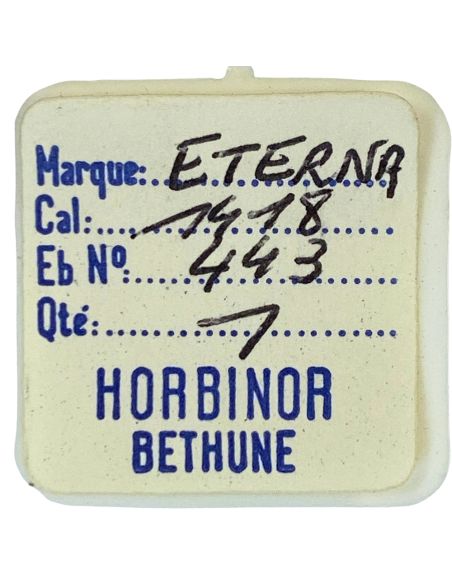 Marque: ETERNA
Cal: 1418
Eb Nº: 443
Qté: 1
HORBINOR
BETHUNE